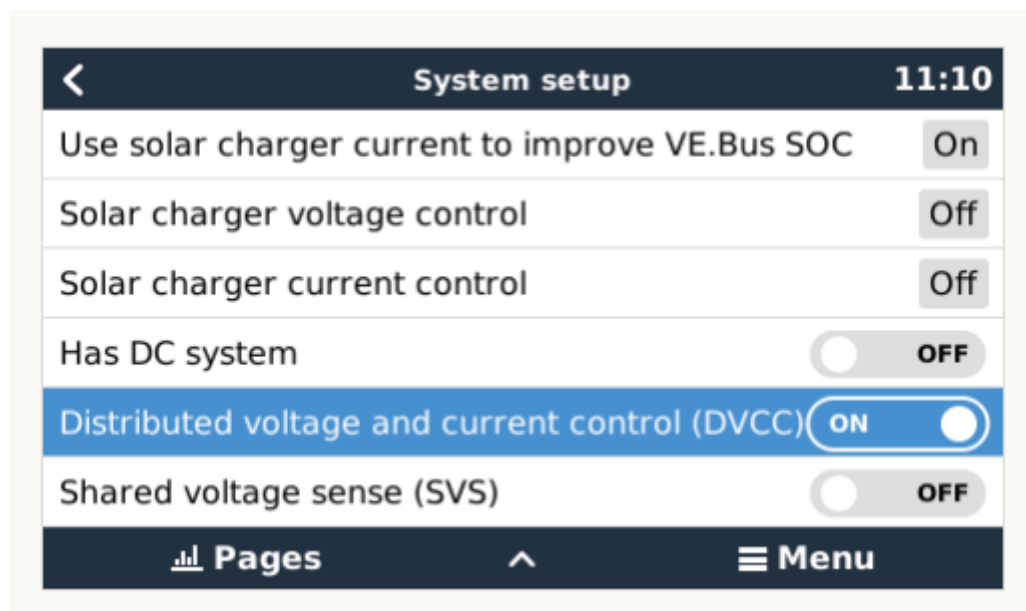 System setup 11:10
Use solar charger current to improve VE.Bus SOC On
Solar charger voltage control Off
Solar charger current control Off
Has DC system OFF
Distributed voltage and current control (DVCC) ON
Shared voltage sense (SVS) OFF
Pages Menu